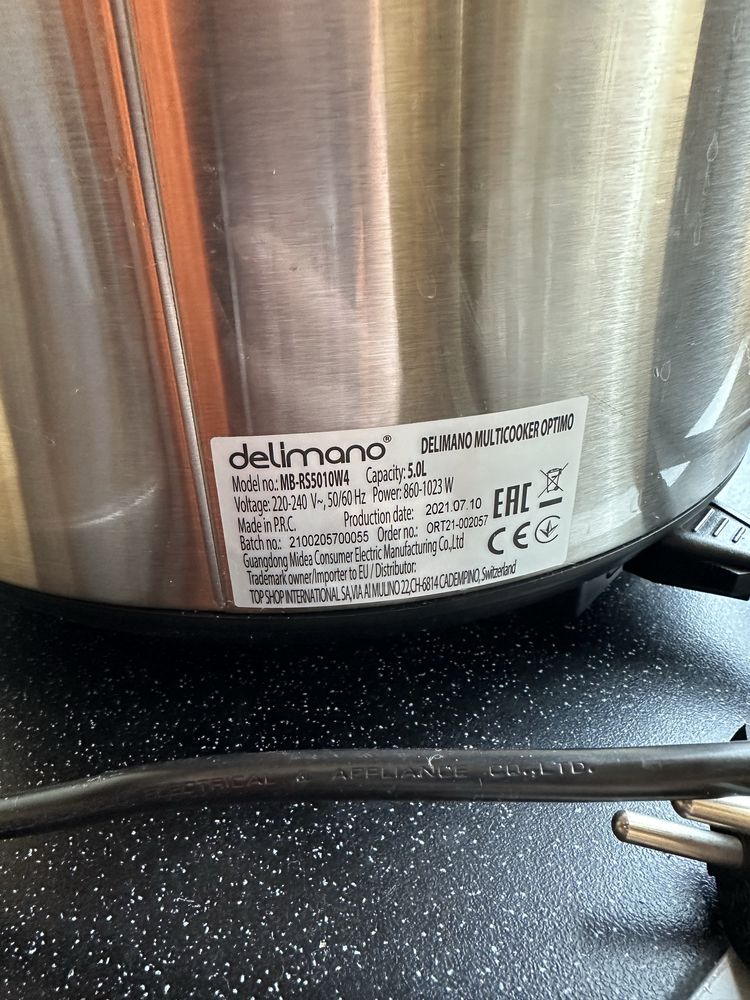 delimano®
DELIMANO MULTICOOKER OPTIMO
Model no.: MB-RS5010W4 Capacity: 5.0L
Voltage: 220-240 V~, 50/60 Hz Power: 860-1023 W
Made in P.R.C. Production date: 2021.07.10
Batch no.: 2100205700055 Order no.: ORT21-002057
Guangdong Midea Consumer Electric Manufacturing Co.,Ltd
Trademark owner/Importer to EU / Distributor:
TOP SHOP INTERNATIONAL SA, VIA AI MULINO 22, CH-6814 CADEMPINO, Switzerland
EAC
CE
ELECTRICAL & APPLIANCE CO.,LTD.